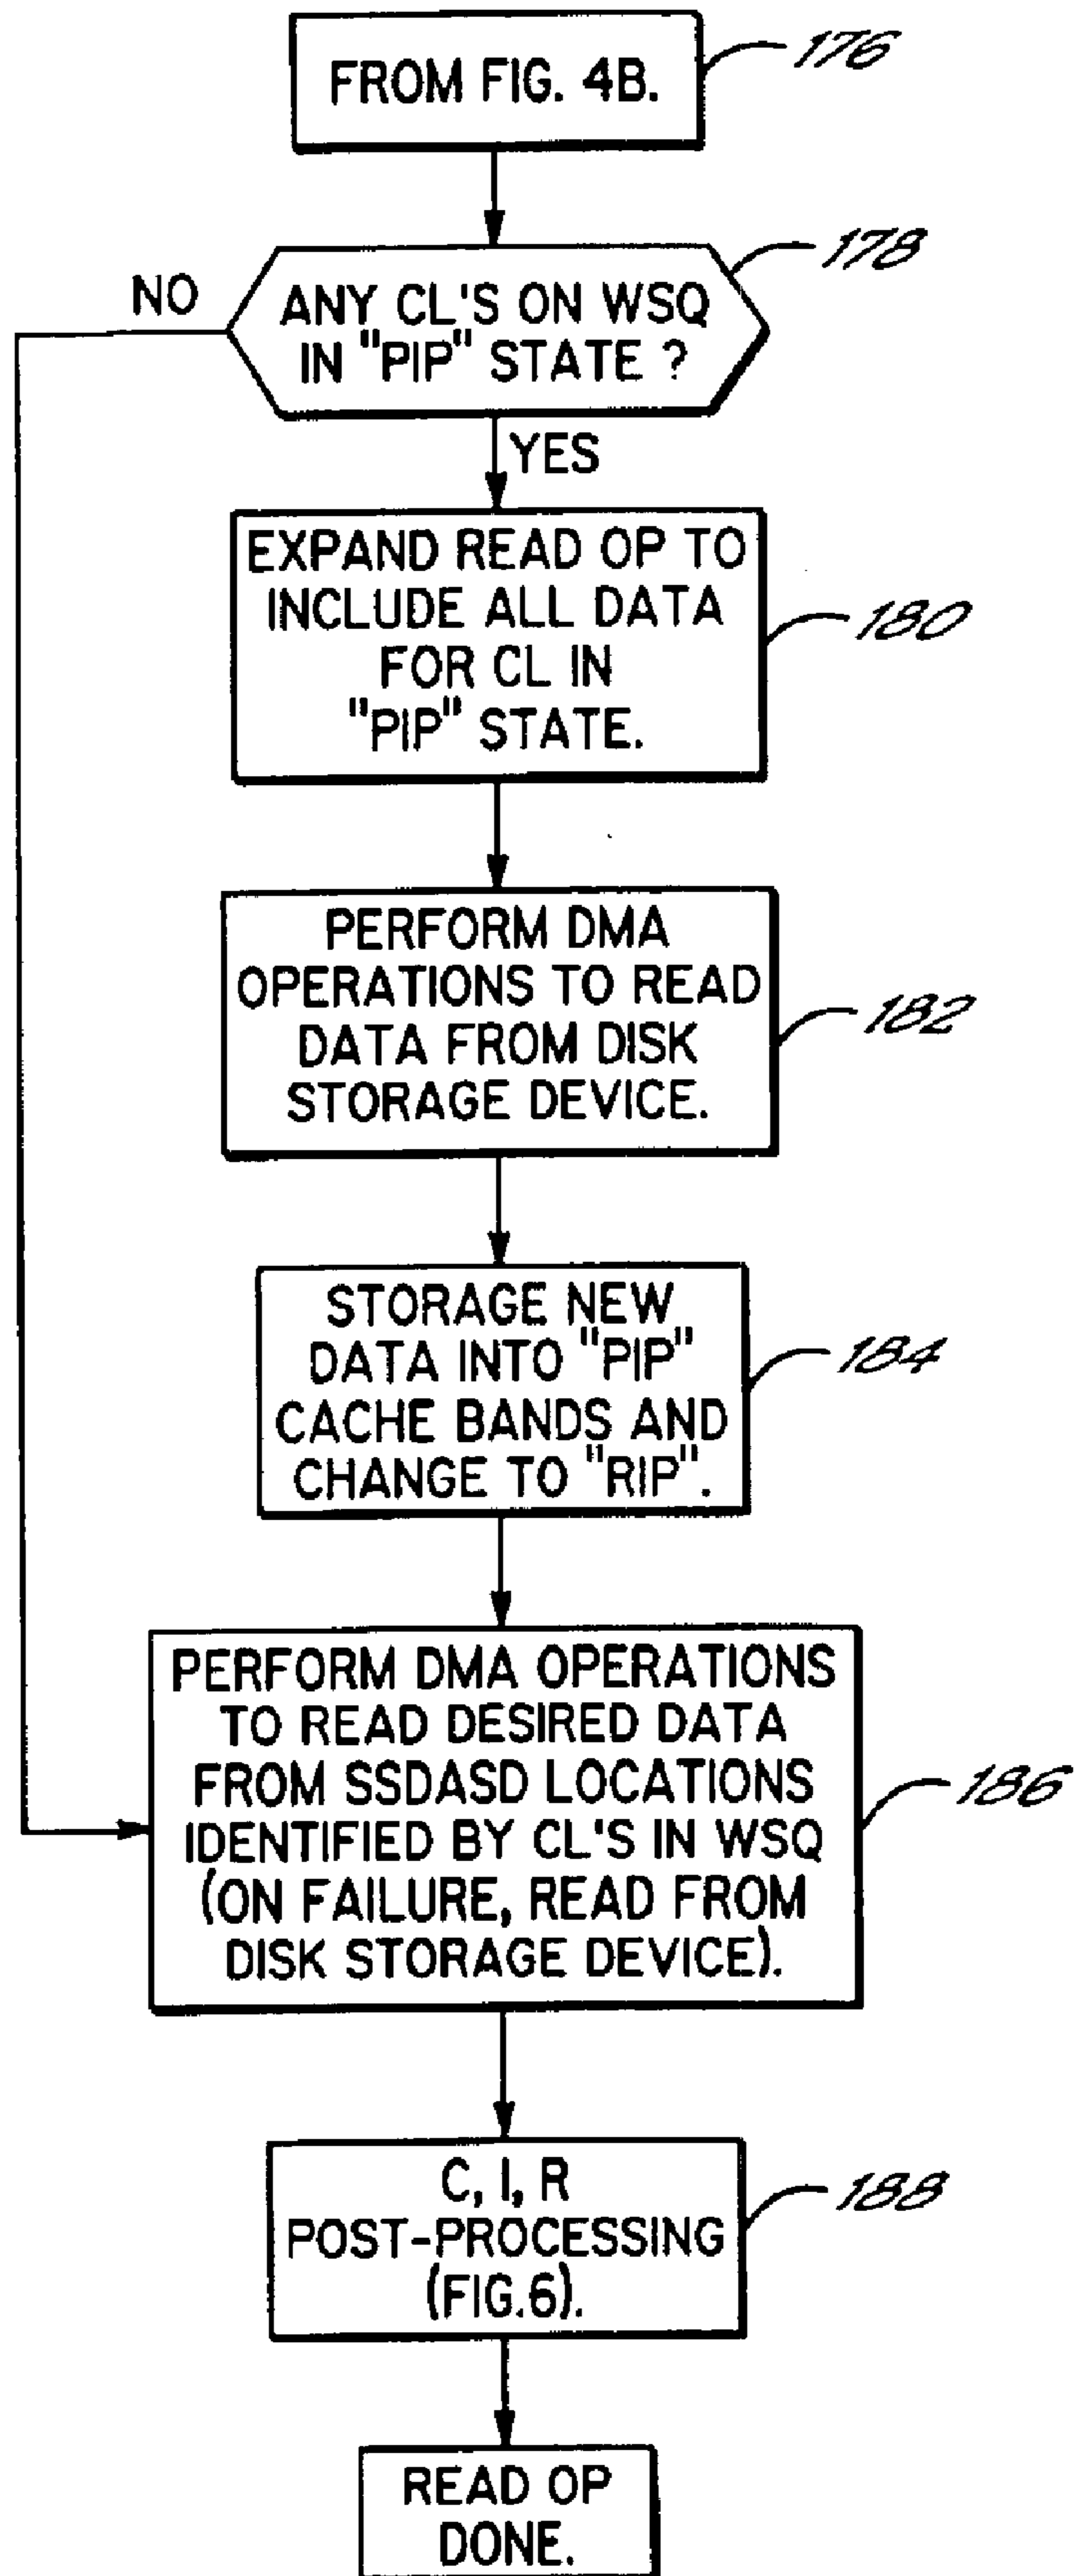 FROM FIG. 4B.
176
178
NO
ANY CL'S ON WSQ
IN "PIP" STATE ?
YES
EXPAND READ OP TO
INCLUDE ALL DATA
FOR CL IN
"PIP" STATE.
180
PERFORM DMA
OPERATIONS TO READ
DATA FROM DISK
STORAGE DEVICE.
182
STORAGE NEW
DATA INTO "PIP"
CACHE BANDS AND
CHANGE TO "RIP".
184
PERFORM DMA OPERATIONS
TO READ DESIRED DATA
FROM SSDASD LOCATIONS
IDENTIFIED BY CL'S IN WSQ
(ON FAILURE, READ FROM
DISK STORAGE DEVICE).
186
C, I, R
POST-PROCESSING
(FIG.6).
188
READ OP
DONE.